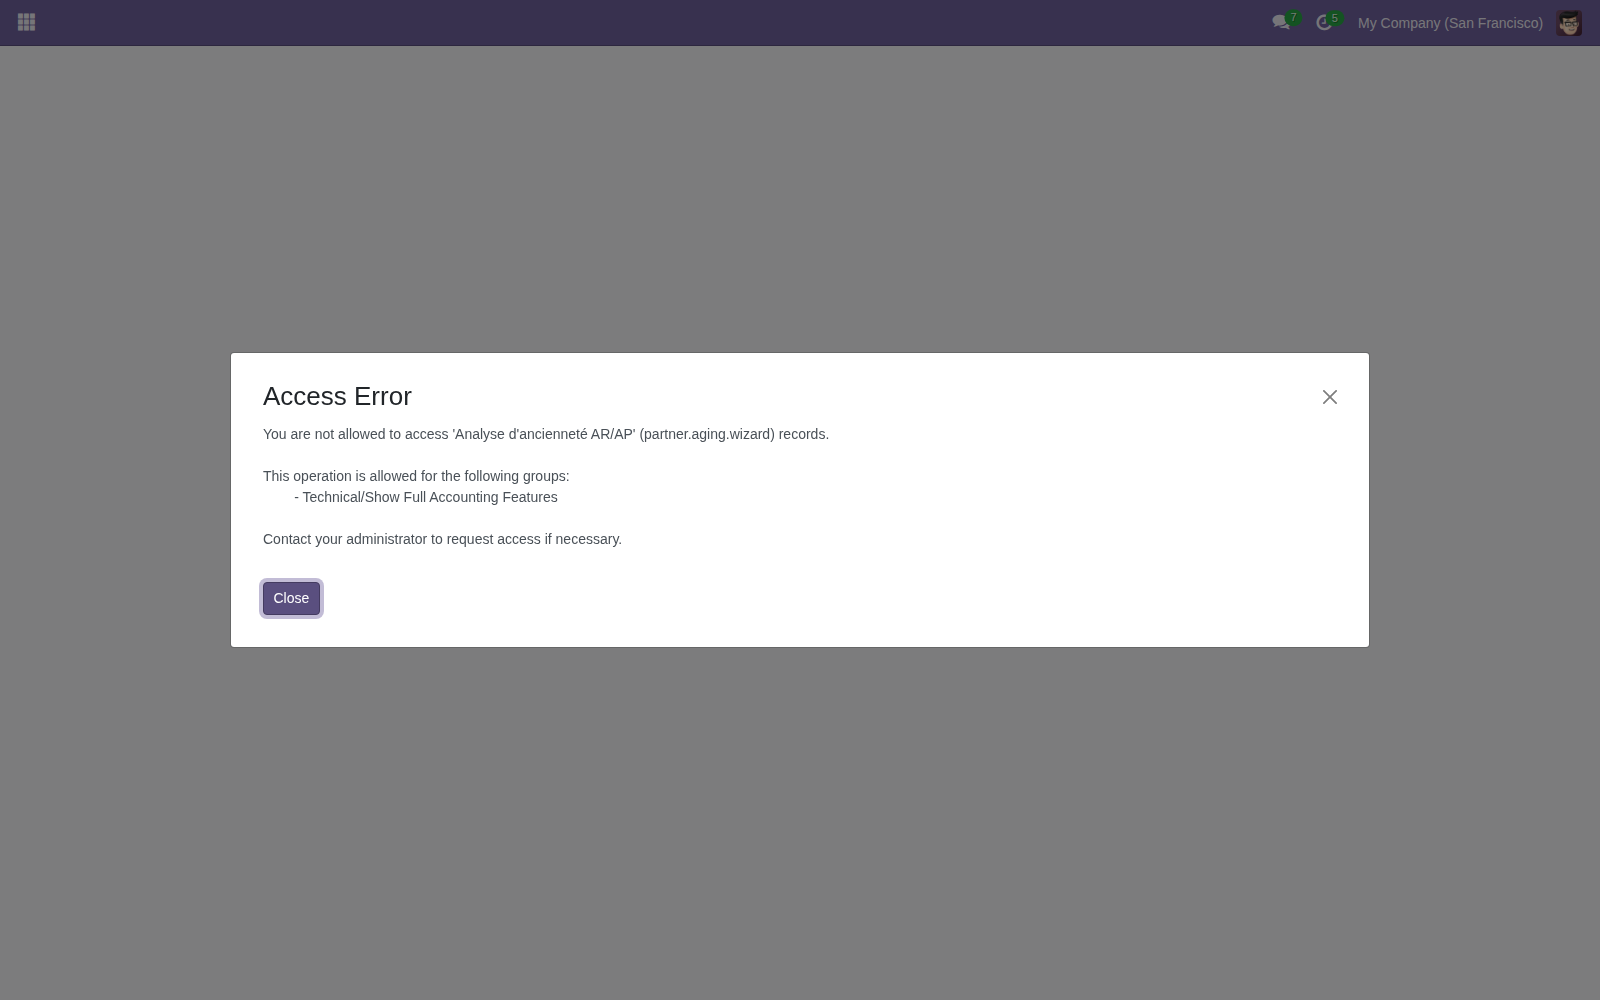 7
5
My Company (San Francisco)
Access Error
You are not allowed to access 'Analyse d'ancienneté AR/AP' (partner.aging.wizard) records.
This operation is allowed for the following groups:
- Technical/Show Full Accounting Features
Contact your administrator to request access if necessary.
Close